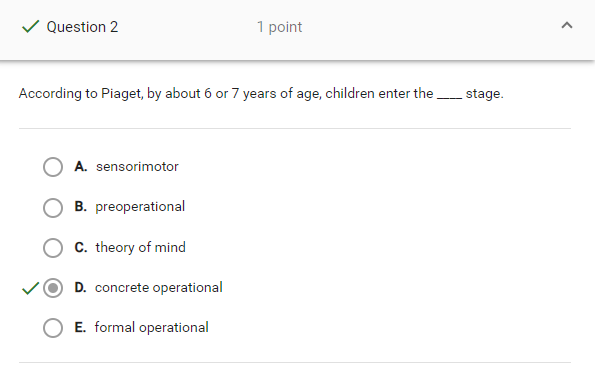 Question 2 1 point
According to Piaget, by about 6 or 7 years of age, children enter the ____ stage.
A. sensorimotor
B. preoperational
C. theory of mind
D. concrete operational
E. formal operational